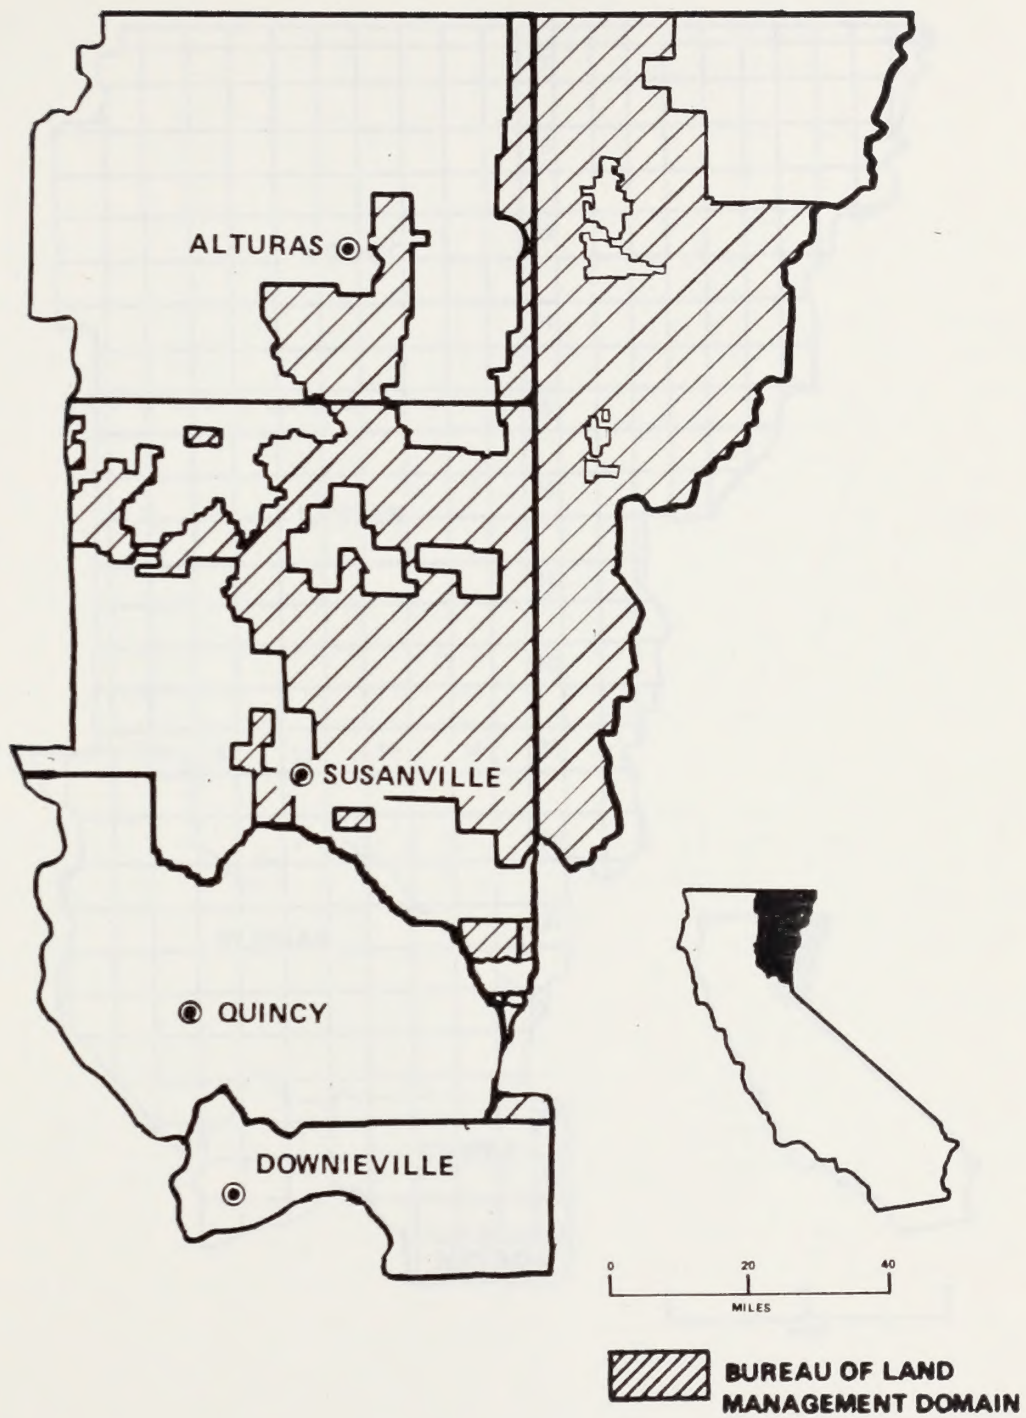 ALTURAS
SUSANVILLE
QUINCY
DOWNIEVILLE
0 20 40
MILES
BUREAU OF LAND
MANAGEMENT DOMAIN